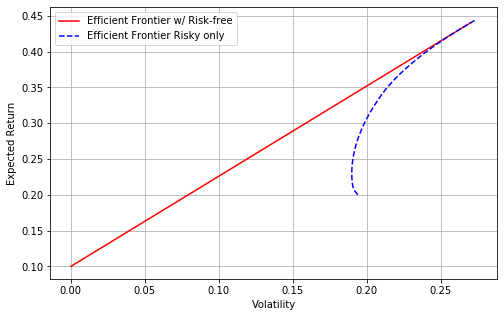 Efficient Frontier w/ Risk-free
Efficient Frontier Risky only
0.45
0.40
0.35
0.30
0.25
0.20
0.15
0.10
Expected Return
0.00 0.05 0.10 0.15 0.20 0.25
Volatility